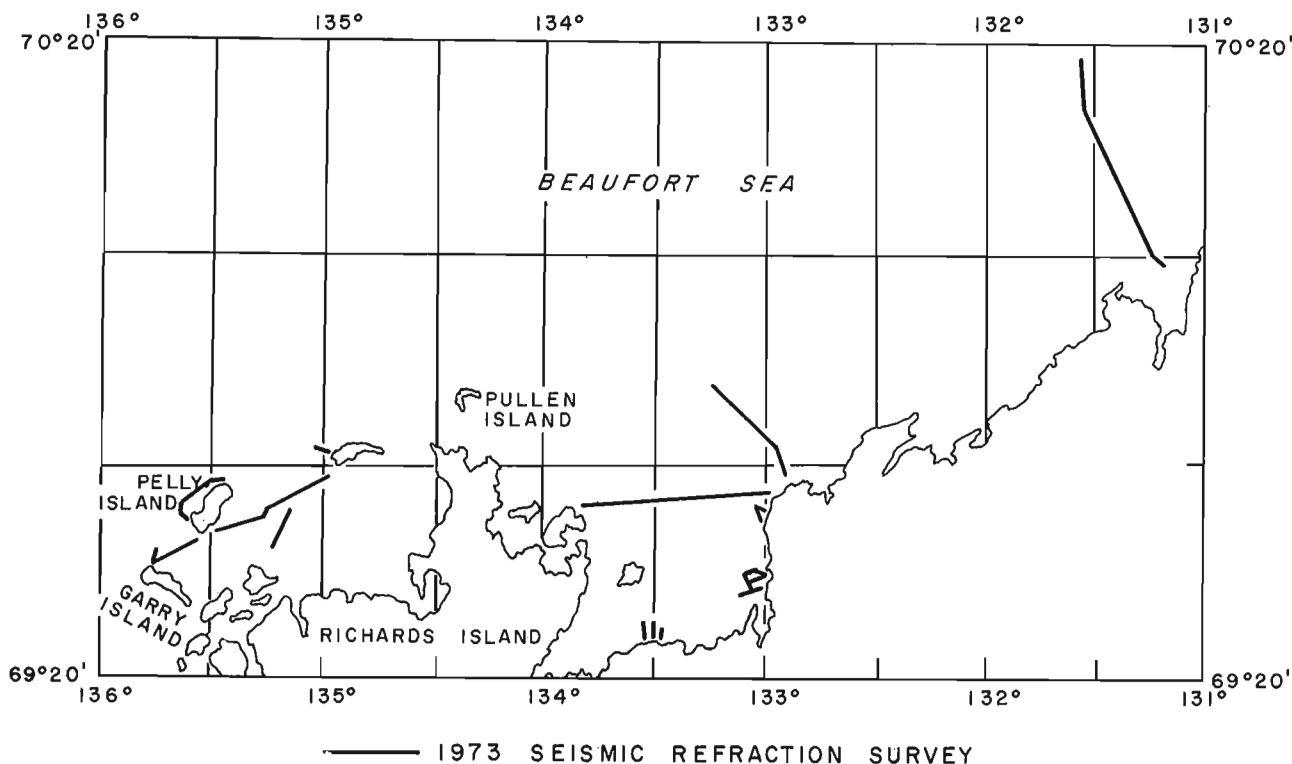 136° 135° 134° 133° 132° 131°
70°20' 70°20'
BEAUFORT SEA
PULLEN
ISLAND
PELLY
ISLAND
GARRY
ISLAND
RICHARDS ISLAND
69°20' 69°20'
136° 135° 134° 133° 132° 131°
1973 SEISMIC REFRACTION SURVEY